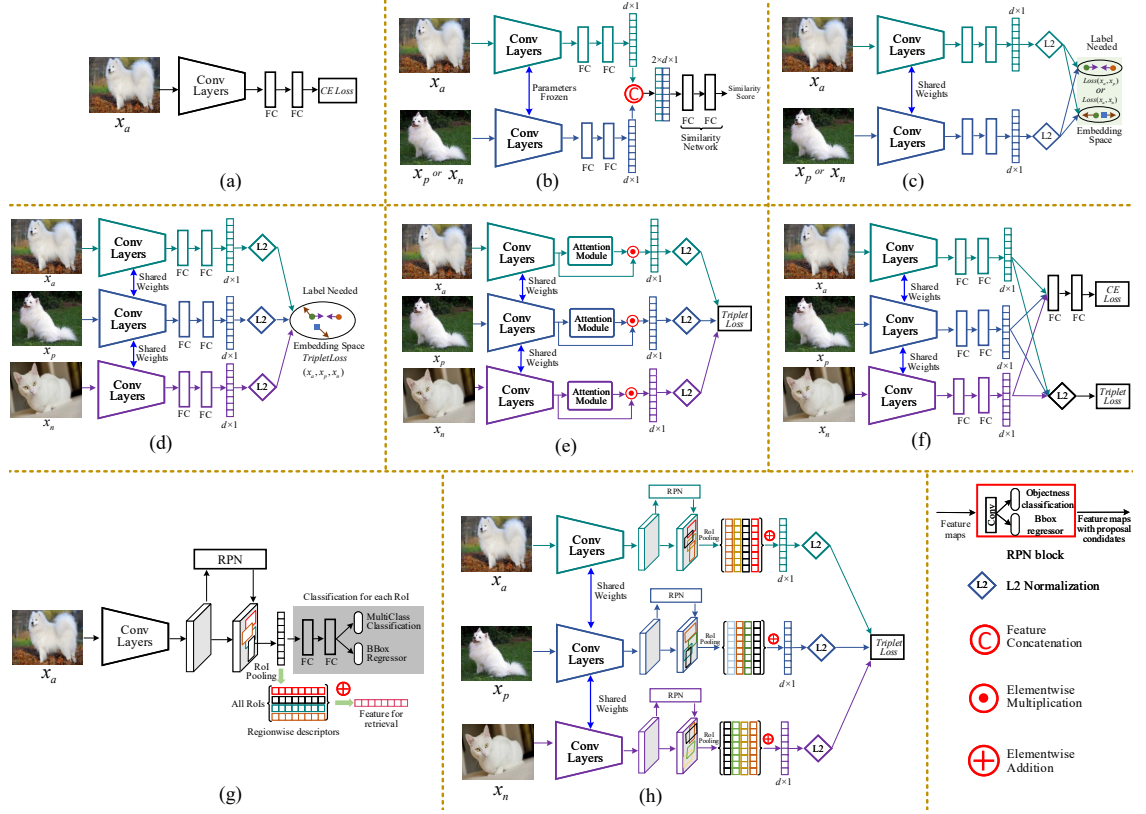 Conv
Layers
FC
FC
CE Loss
x_a
(a)
Conv
Layers
FC
FC
d×1
x_a
Parameters
Frozen
C
2×d×1
FC
FC
Similarity
Network
Similarity
Score
Conv
Layers
FC
FC
d×1
x_p or x_n
(b)
Conv
Layers
d×1
L2
x_a
Shared
Weights
Label
Needed
Loss(x_a, x_p)
or
Loss(x_a, x_n)
Embedding
Space
Conv
Layers
FC
FC
d×1
L2
x_p or x_n
(c)
Conv
Layers
FC
FC
d×1
L2
x_a
Shared
Weights
Conv
Layers
FC
FC
d×1
L2
x_p
Label Needed
Embedding Space
TripletLoss
(x_a, x_p, x_n)
Shared
Weights
Conv
Layers
FC
FC
d×1
L2
x_n
(d)
Conv
Layers
Attention
Module
d×1
L2
x_a
Shared
Weights
Conv
Layers
Attention
Module
d×1
L2
x_p
Triplet
Loss
Shared
Weights
Conv
Layers
Attention
Module
d×1
L2
x_n
(e)
Conv
Layers
FC
FC
d×1
x_a
Shared
Weights
FC
FC
CE
Loss
Conv
Layers
FC
FC
d×1
x_p
Shared
Weights
Conv
Layers
FC
FC
d×1
x_n
L2
Triplet
Loss
(f)
RPN
Conv
Layers
x_a
RoI
Pooling
Classification for each RoI
FC
FC
MultiClass
Classification
BBox
Regressor
All RoIs
Regionwise descriptors
Feature for
retrieval
(g)
RPN
Conv
Layers
RoI
Pooling
d×1
L2
x_a
Shared
Weights
RPN
Conv
Layers
RoI
Pooling
d×1
L2
x_p
Triplet
Loss
Shared
Weights
RPN
Conv
Layers
RoI
Pooling
d×1
L2
x_n
(h)
Feature
maps
Conv
Objectness
classification
Bbox
regressor
Feature maps
with proposal
candidates
RPN block
L2
L2 Normalization
C
Feature
Concatenation
Elementwise
Multiplication
Elementwise
Addition